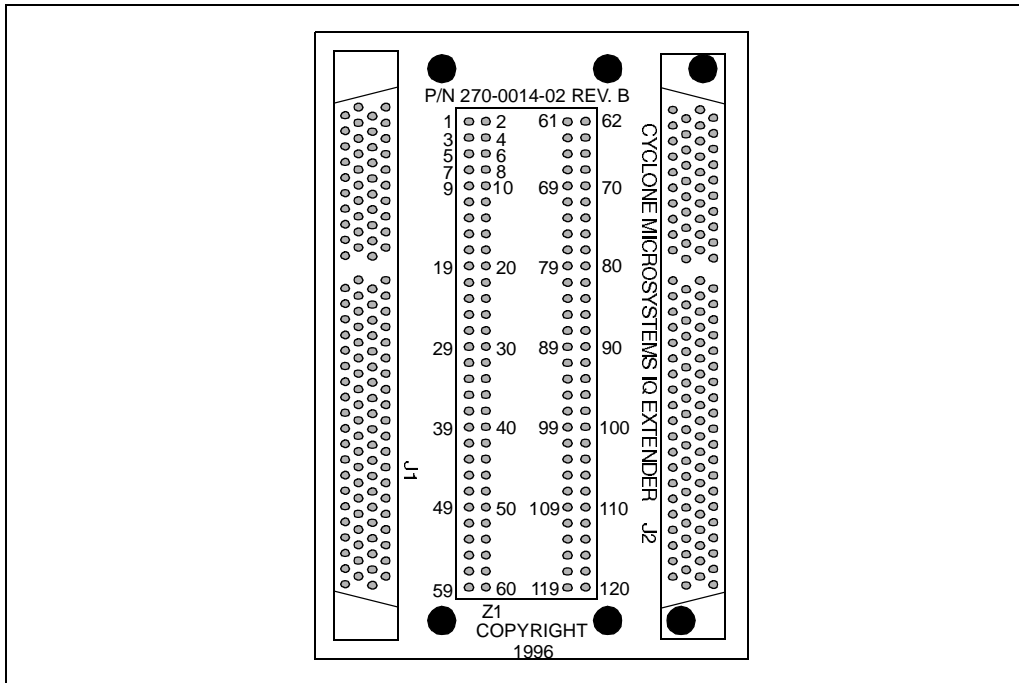 P/N 270-0014-02 REV. B
1 2 61 62
3 4
5 6
7 8
9 10 69 70
19 20 79 80
29 30 89 90
39 40 99 100
49 50 109 110
59 60 119 120
J1
CYCLONE MICROSYSTEMS IQ EXTENDER J2
Z1
COPYRIGHT
1996